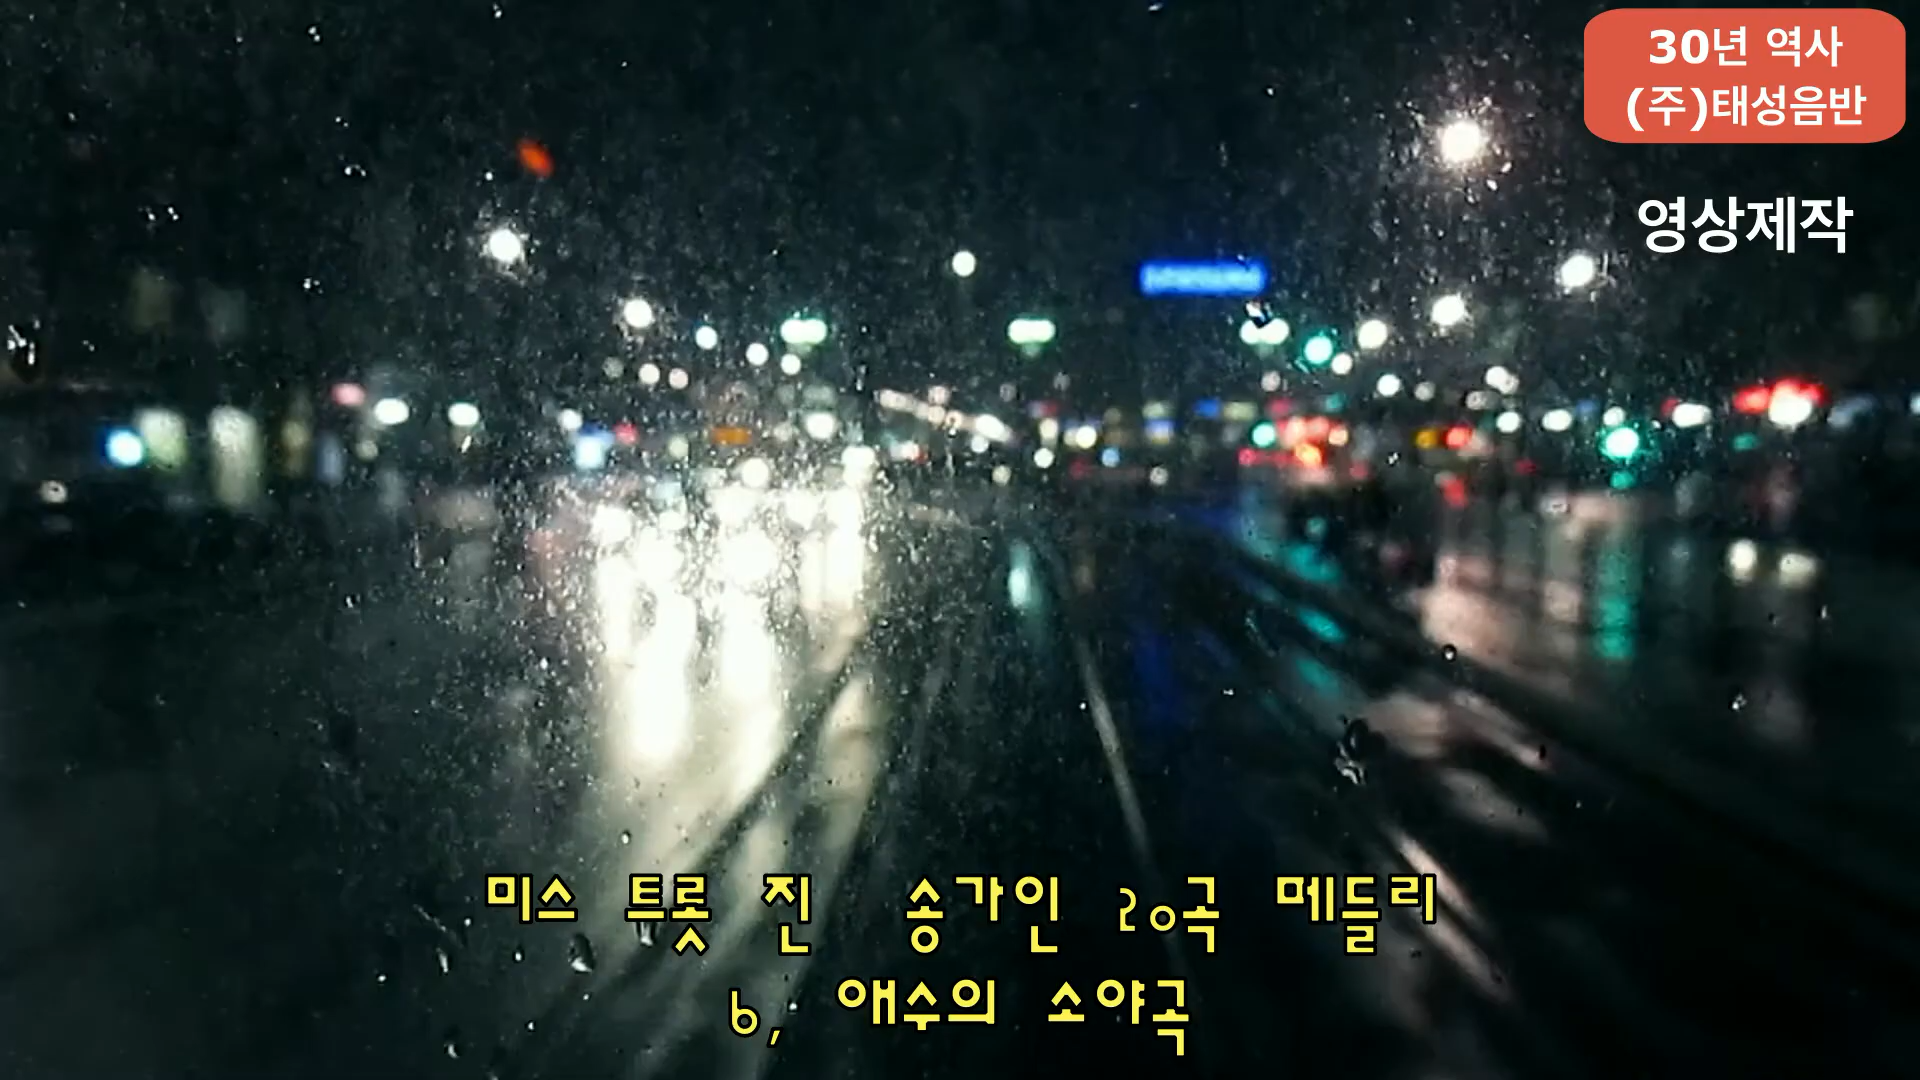 30년 역사
(주)태성음반
영상제작
미스 트롯 진 송가인 20곡 메들리
6, 애수의 소야곡